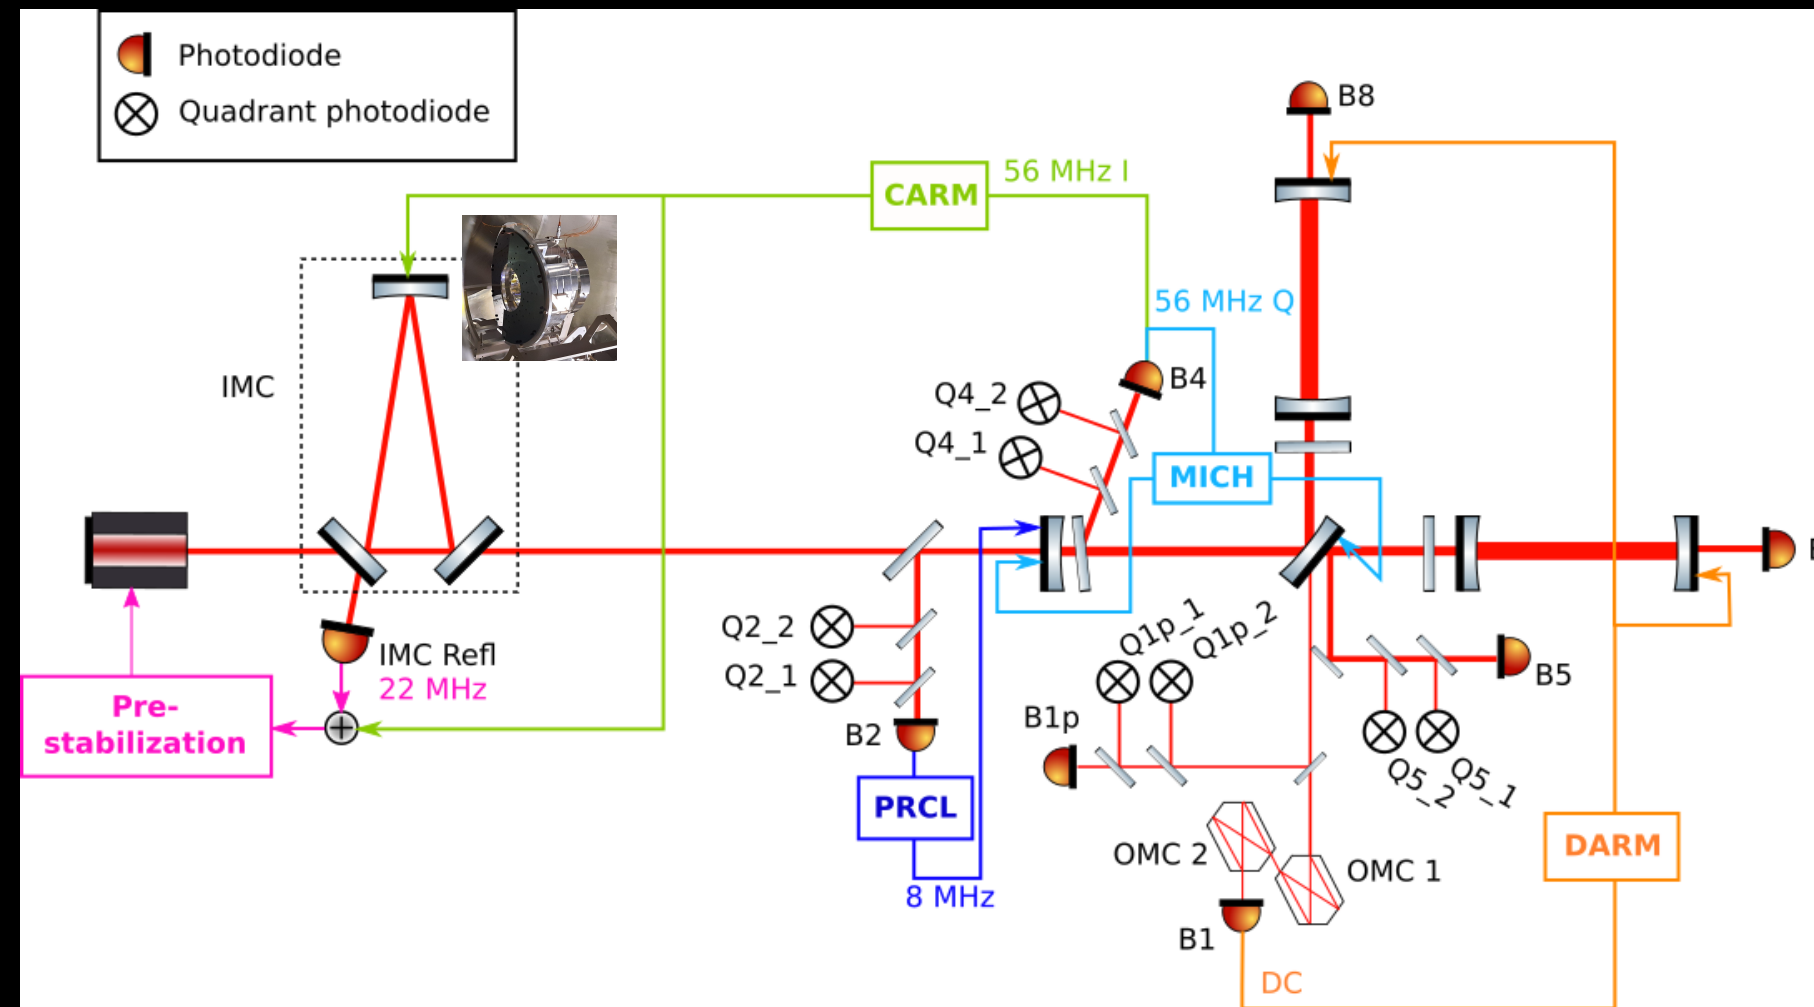 Photodiode
Quadrant photodiode
B8
CARM
56 MHz I
56 MHz Q
IMC
Q4_2
B4
Q4_1
MICH
Q1p_1
Q1p_2
Q2_2
Q2_1
IMC Refl
22 MHz
B5
Pre-
stabilization
B2
B1p
Q5_2
Q5_1
PRCL
8 MHz
OMC 2
OMC 1
DARM
B1
DC